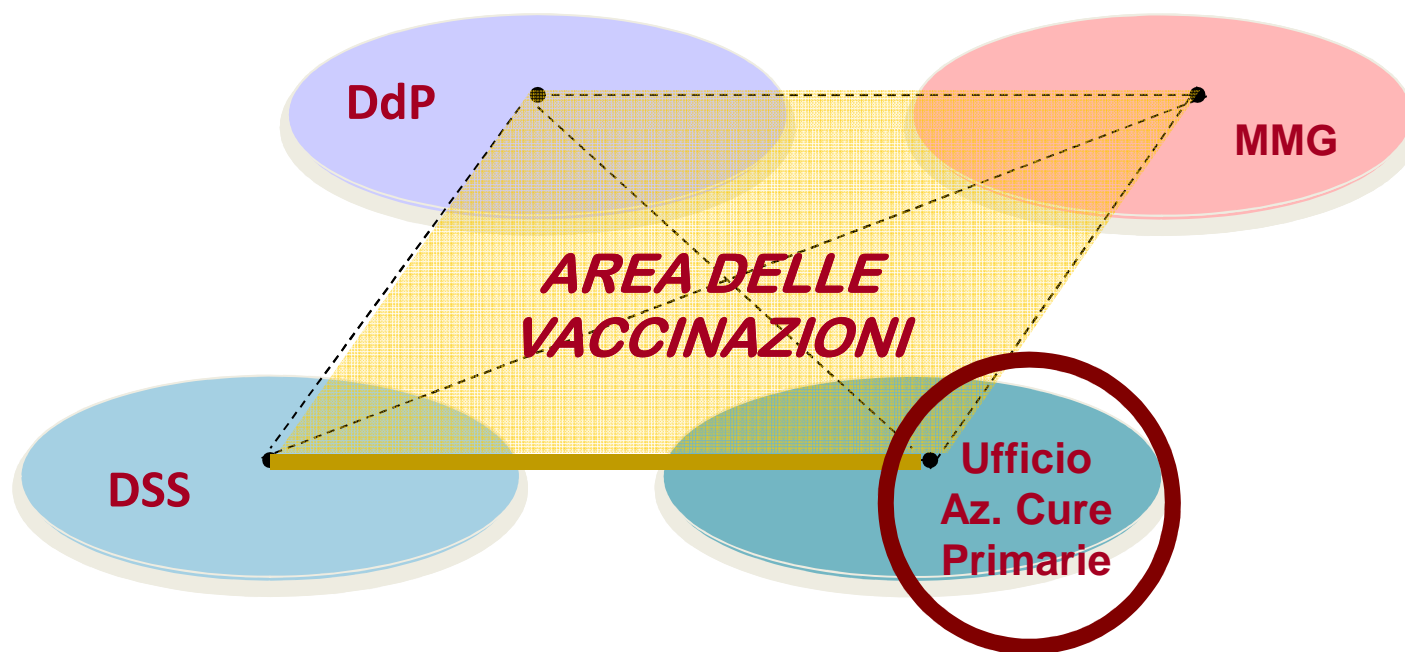 DdP
MMG
AREA DELLE
VACCINAZIONI
DSS
Ufficio
Az. Cure
Primarie